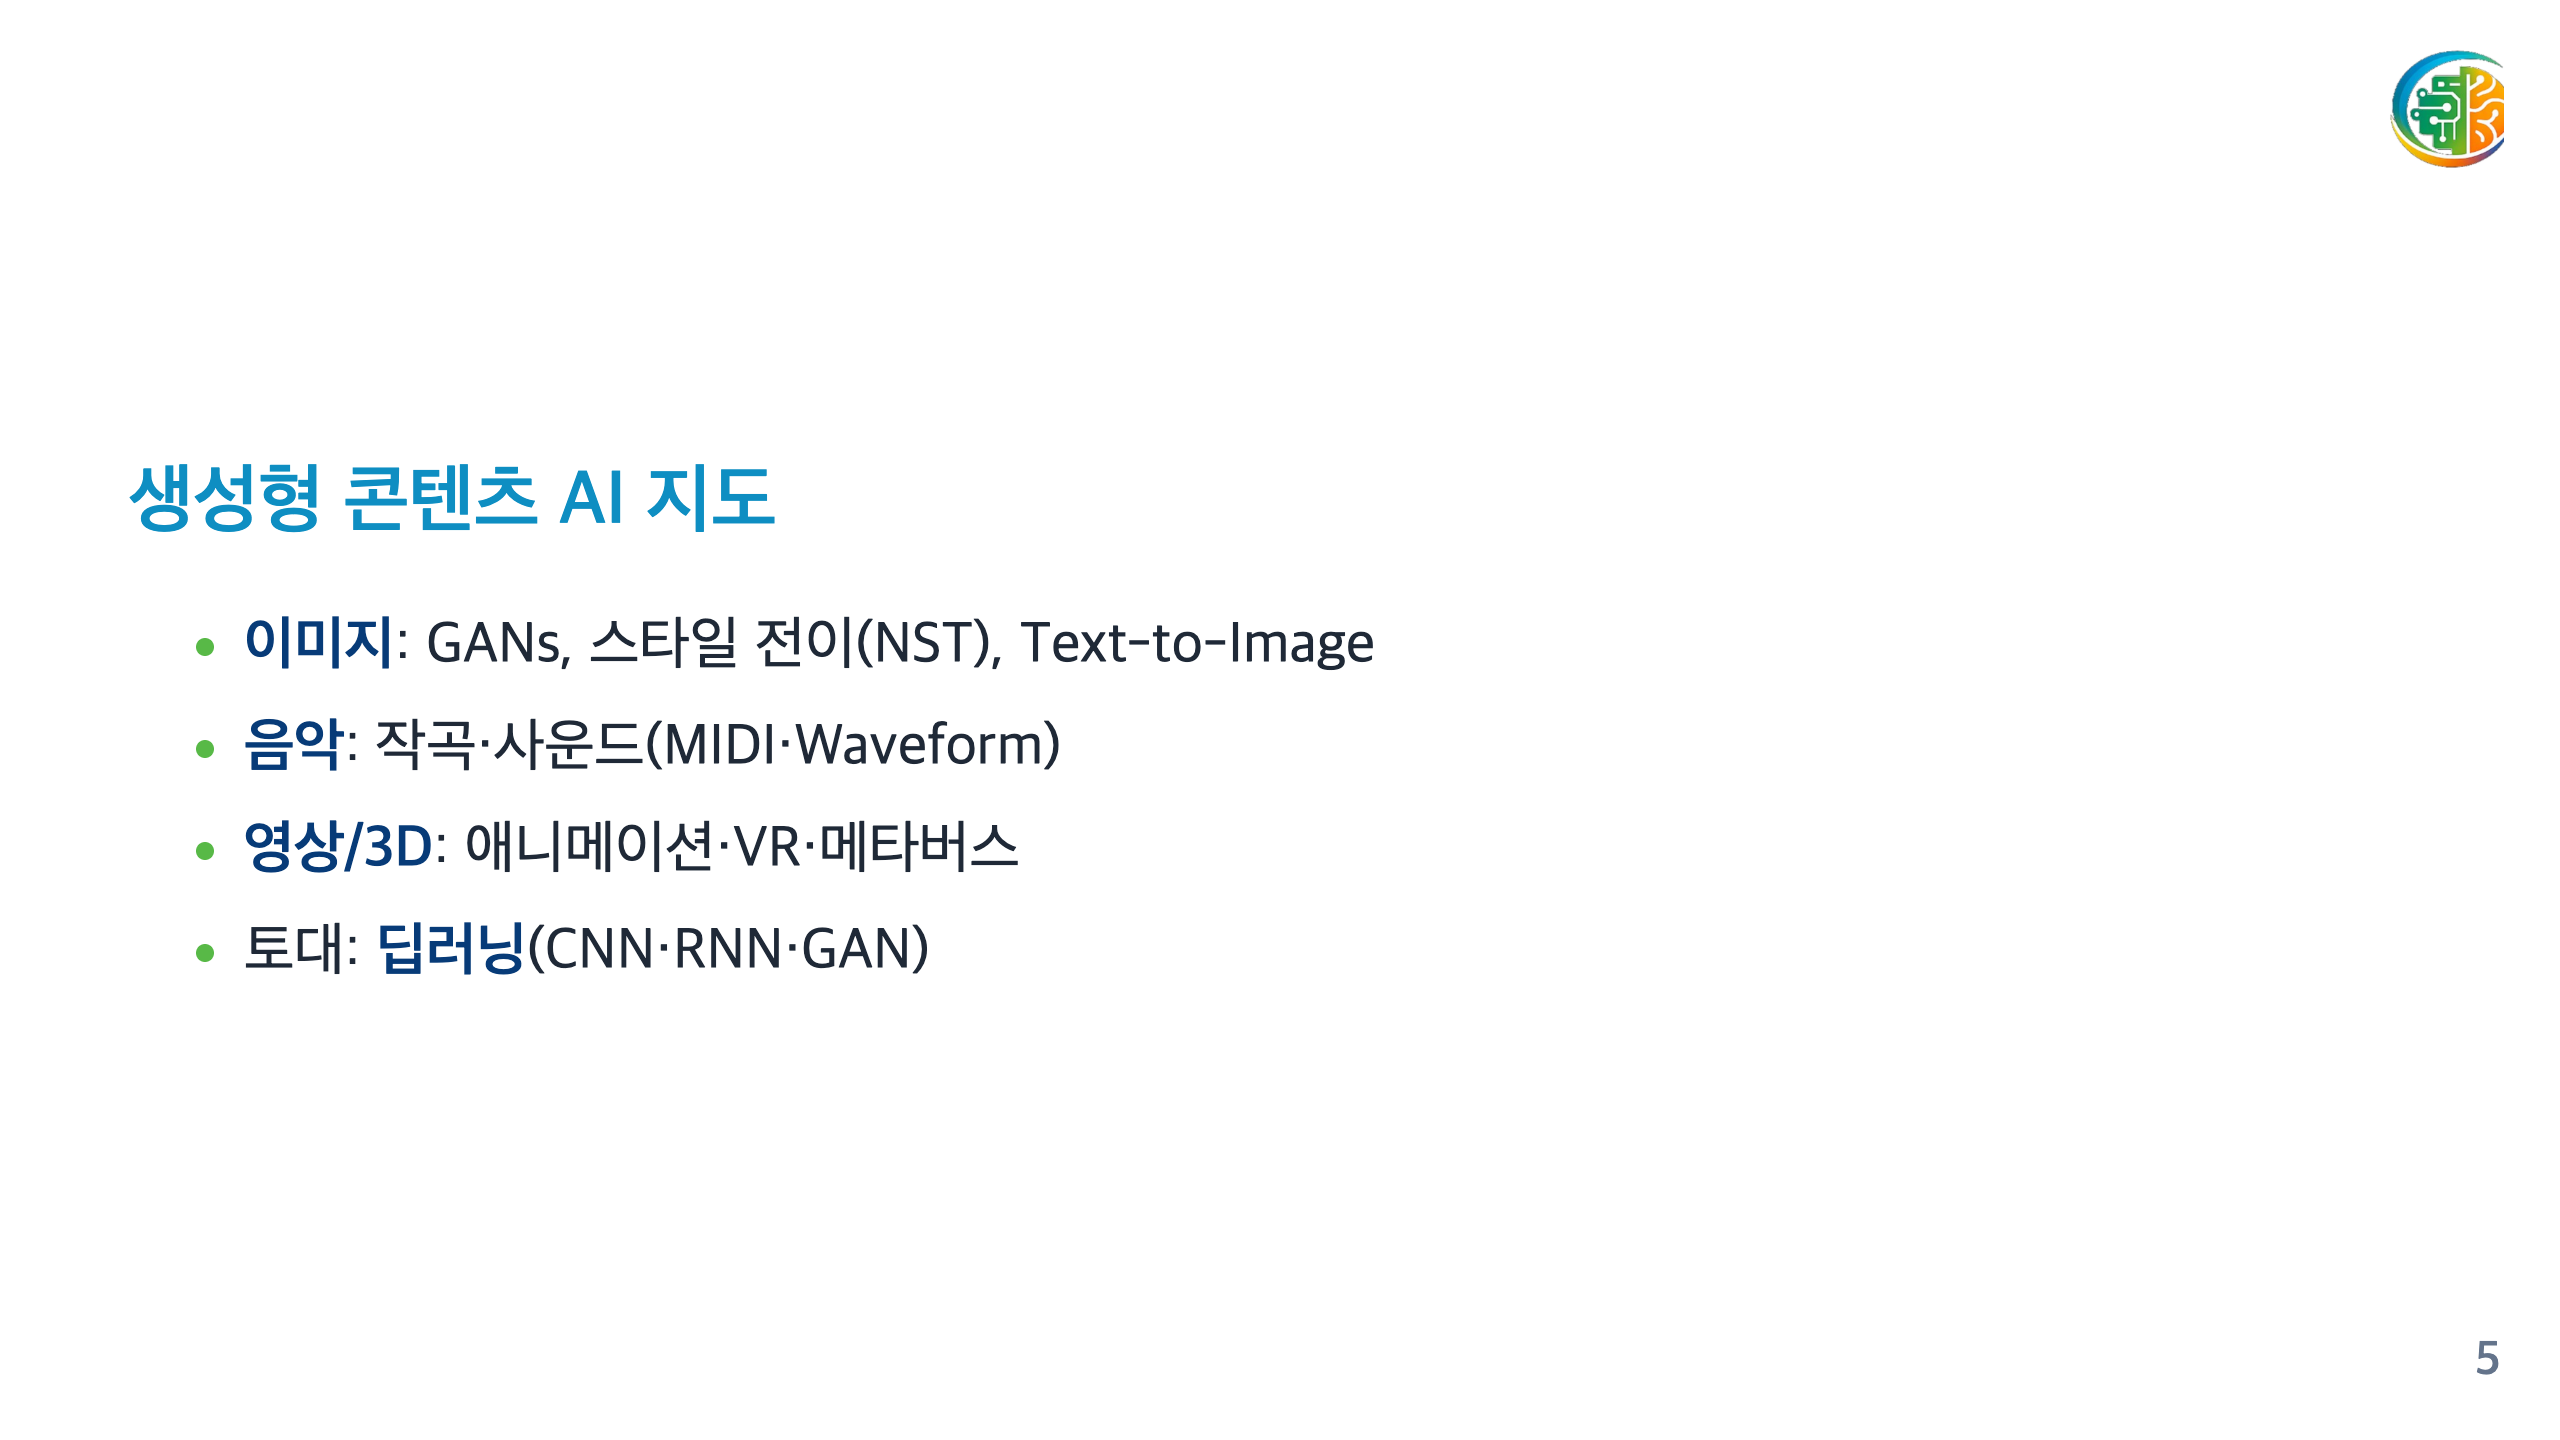 생성형 콘텐츠 AI 지도
• 이미지: GANs, 스타일 전이(NST), Text-to-Image
• 음악: 작곡·사운드(MIDI·Waveform)
• 영상/3D: 애니메이션·VR·메타버스
• 토대: 딥러닝(CNN·RNN·GAN)
5